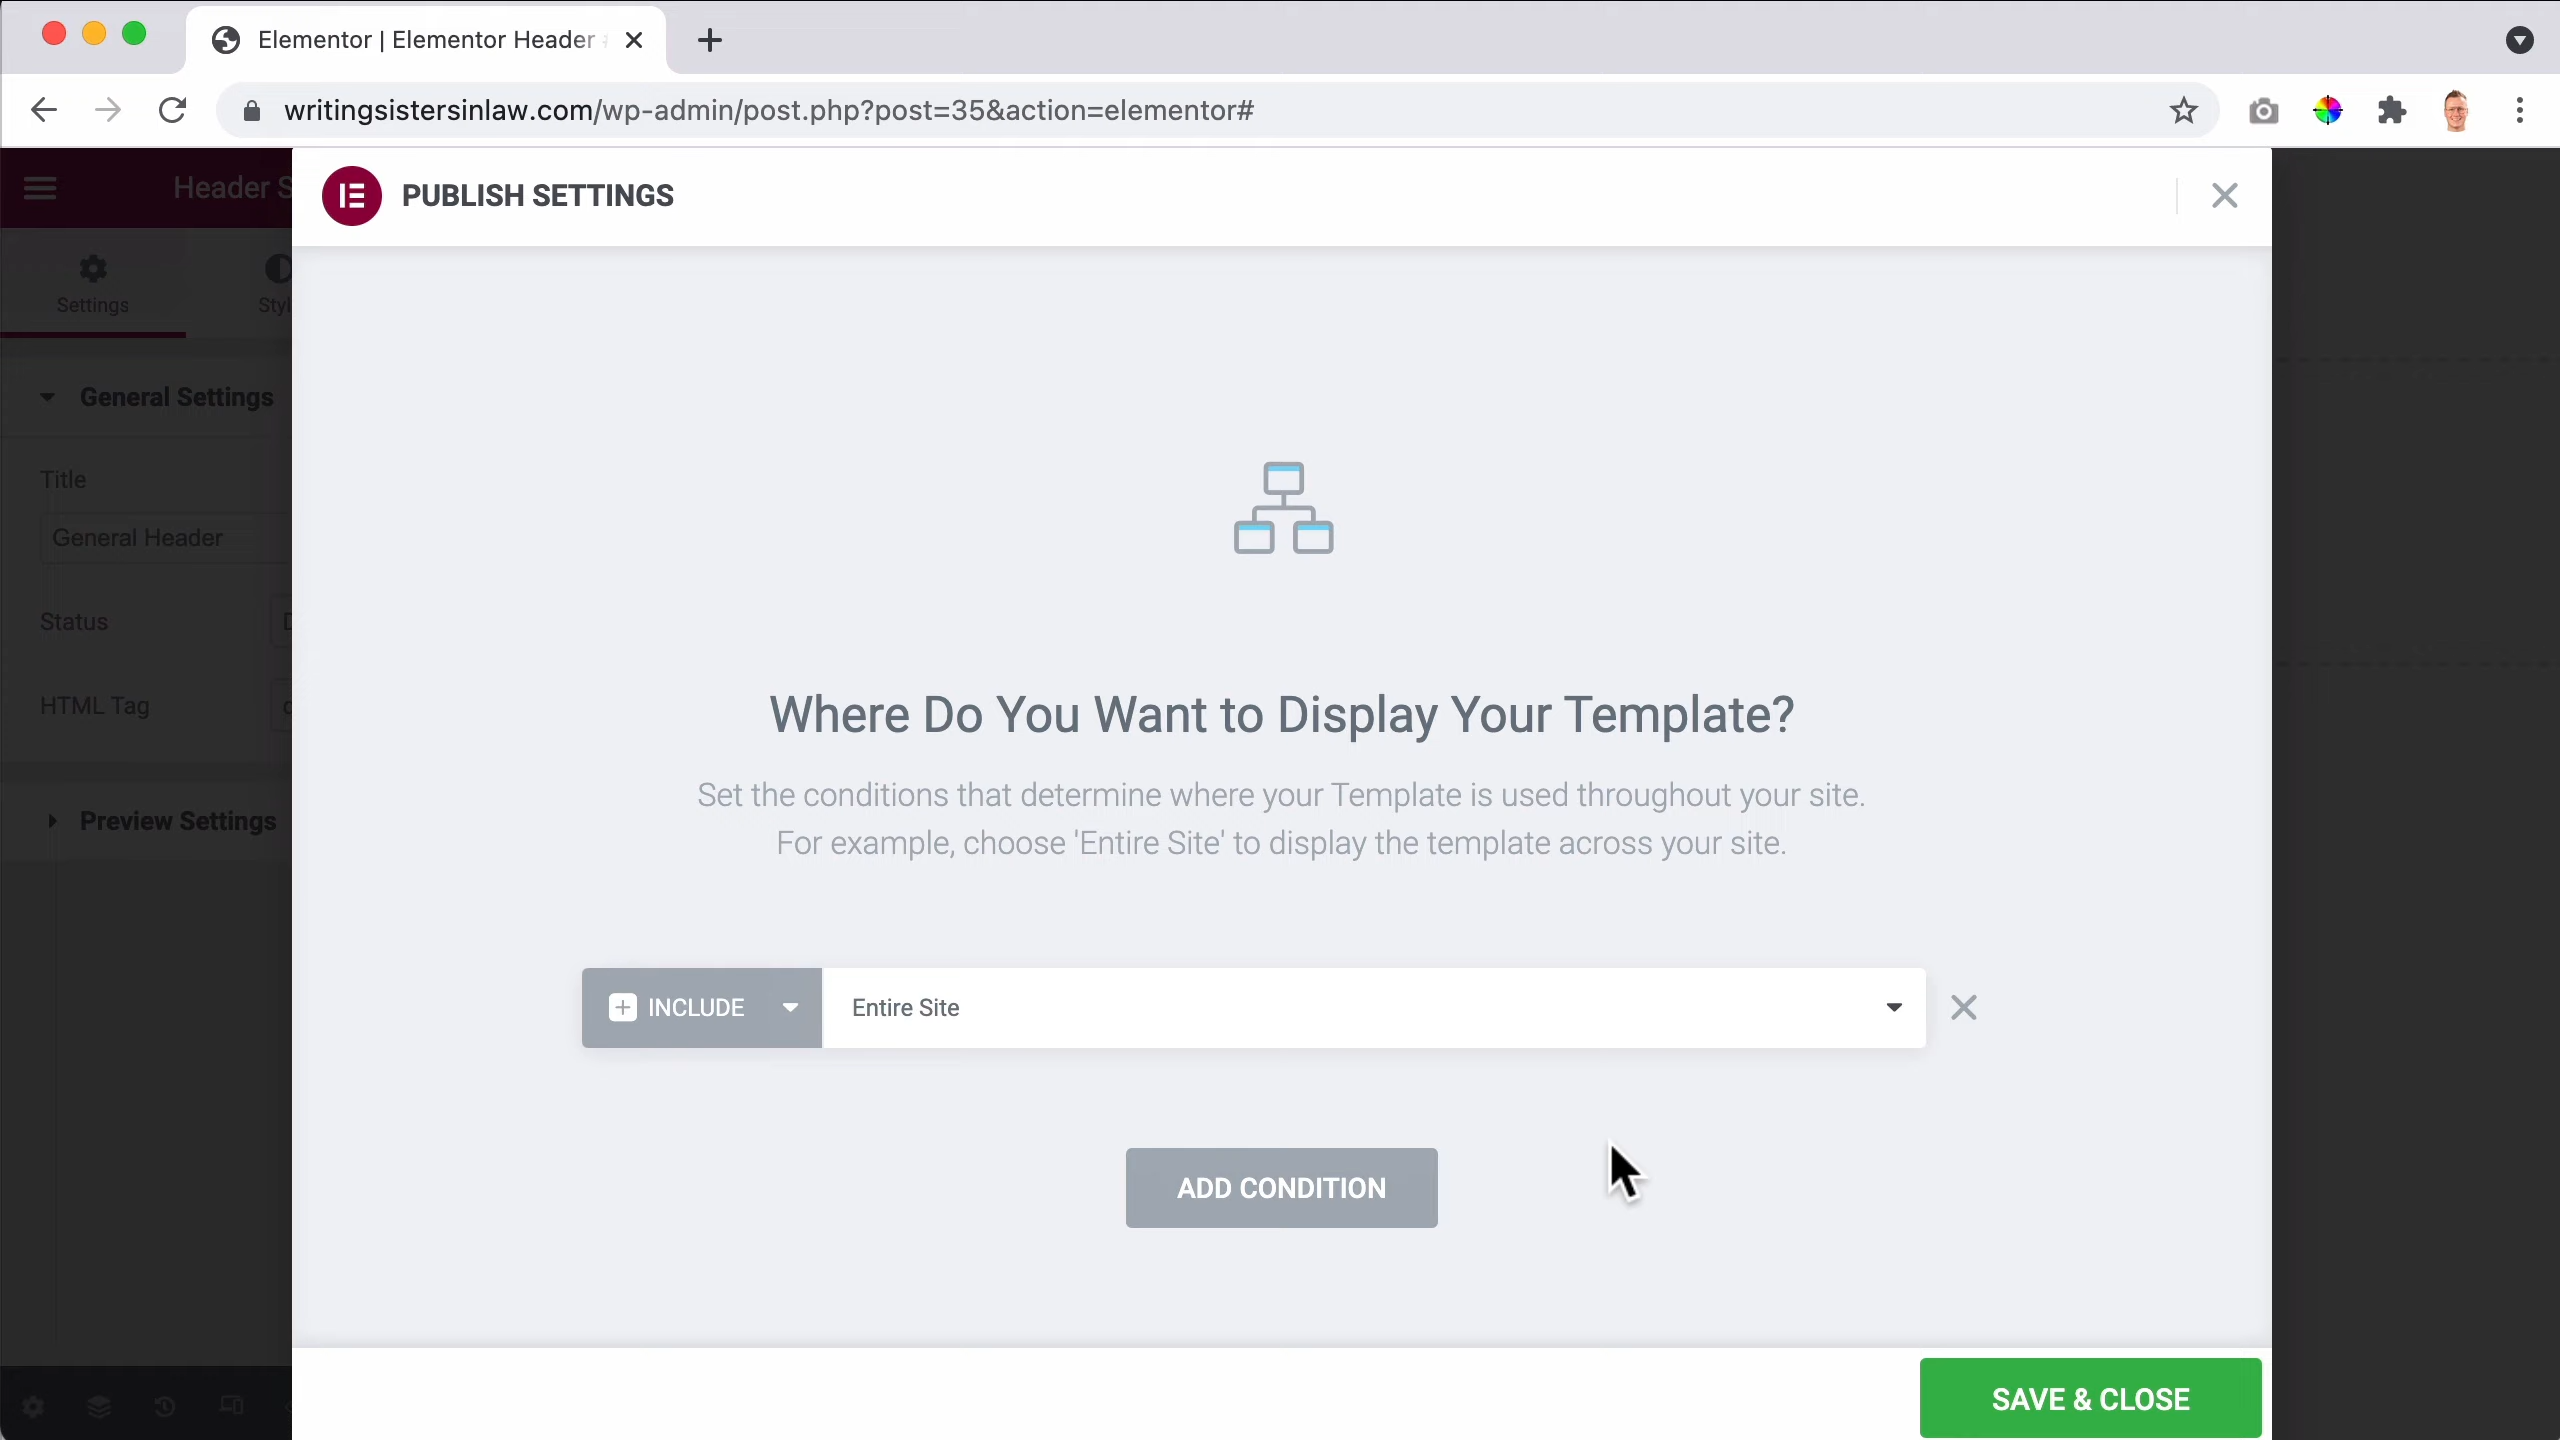 Elementor | Elementor Header
writingsistersinlaw.com/wp-admin/post.php?post=35&action=elementor#
Header S
PUBLISH SETTINGS
Settings
Styl
General Settings
Title
General Header
Status
HTML Tag
Preview Settings
Where Do You Want to Display Your Template?
Set the conditions that determine where your Template is used throughout your site.
For example, choose 'Entire Site' to display the template across your site.
INCLUDE
Entire Site
ADD CONDITION
SAVE & CLOSE